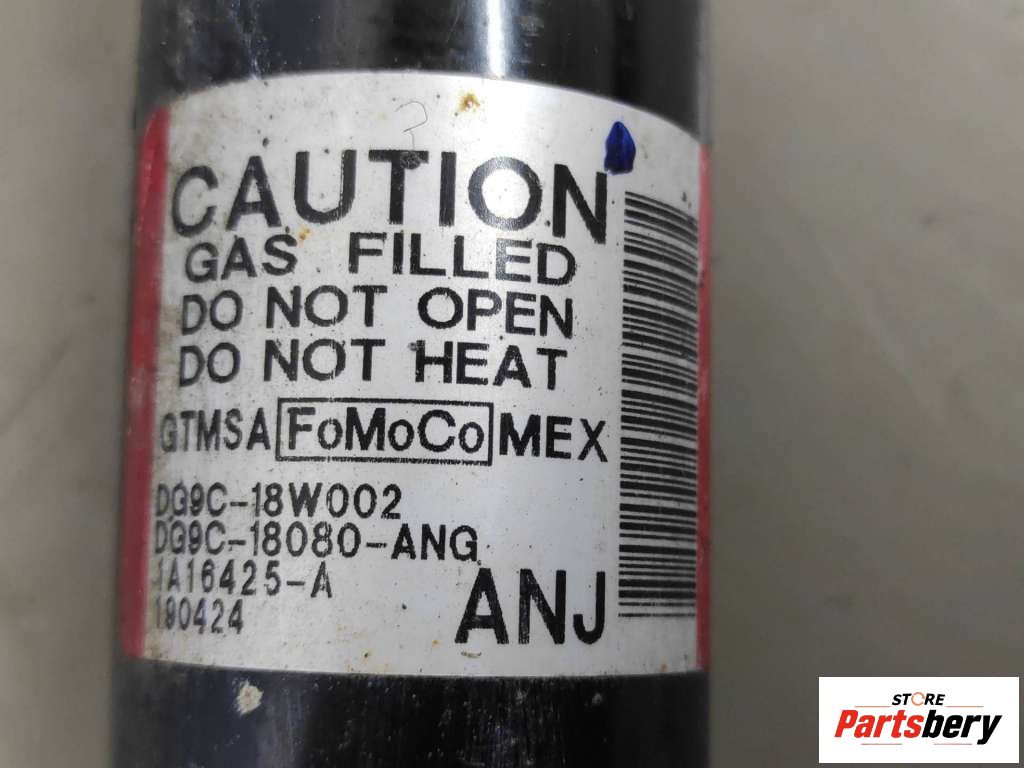 CAUTION
GAS FILLED
DO NOT OPEN
DO NOT HEAT
GTMSA FoMoCo MEX
DG9C-18W002
DG9C-18080-ANG
1A16425-A
190424
ANJ
STORE
Partsbery